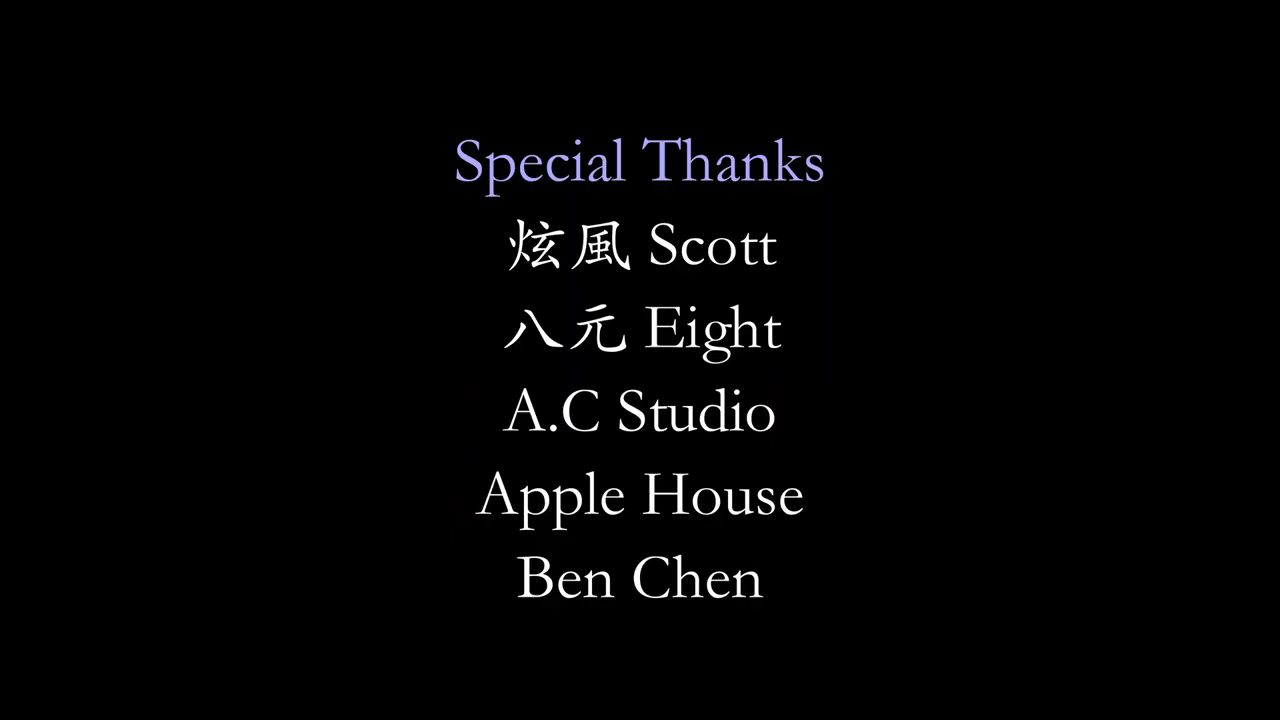 Special Thanks
炫風 Scott
八元 Eight
A.C Studio
Apple House
Ben Chen